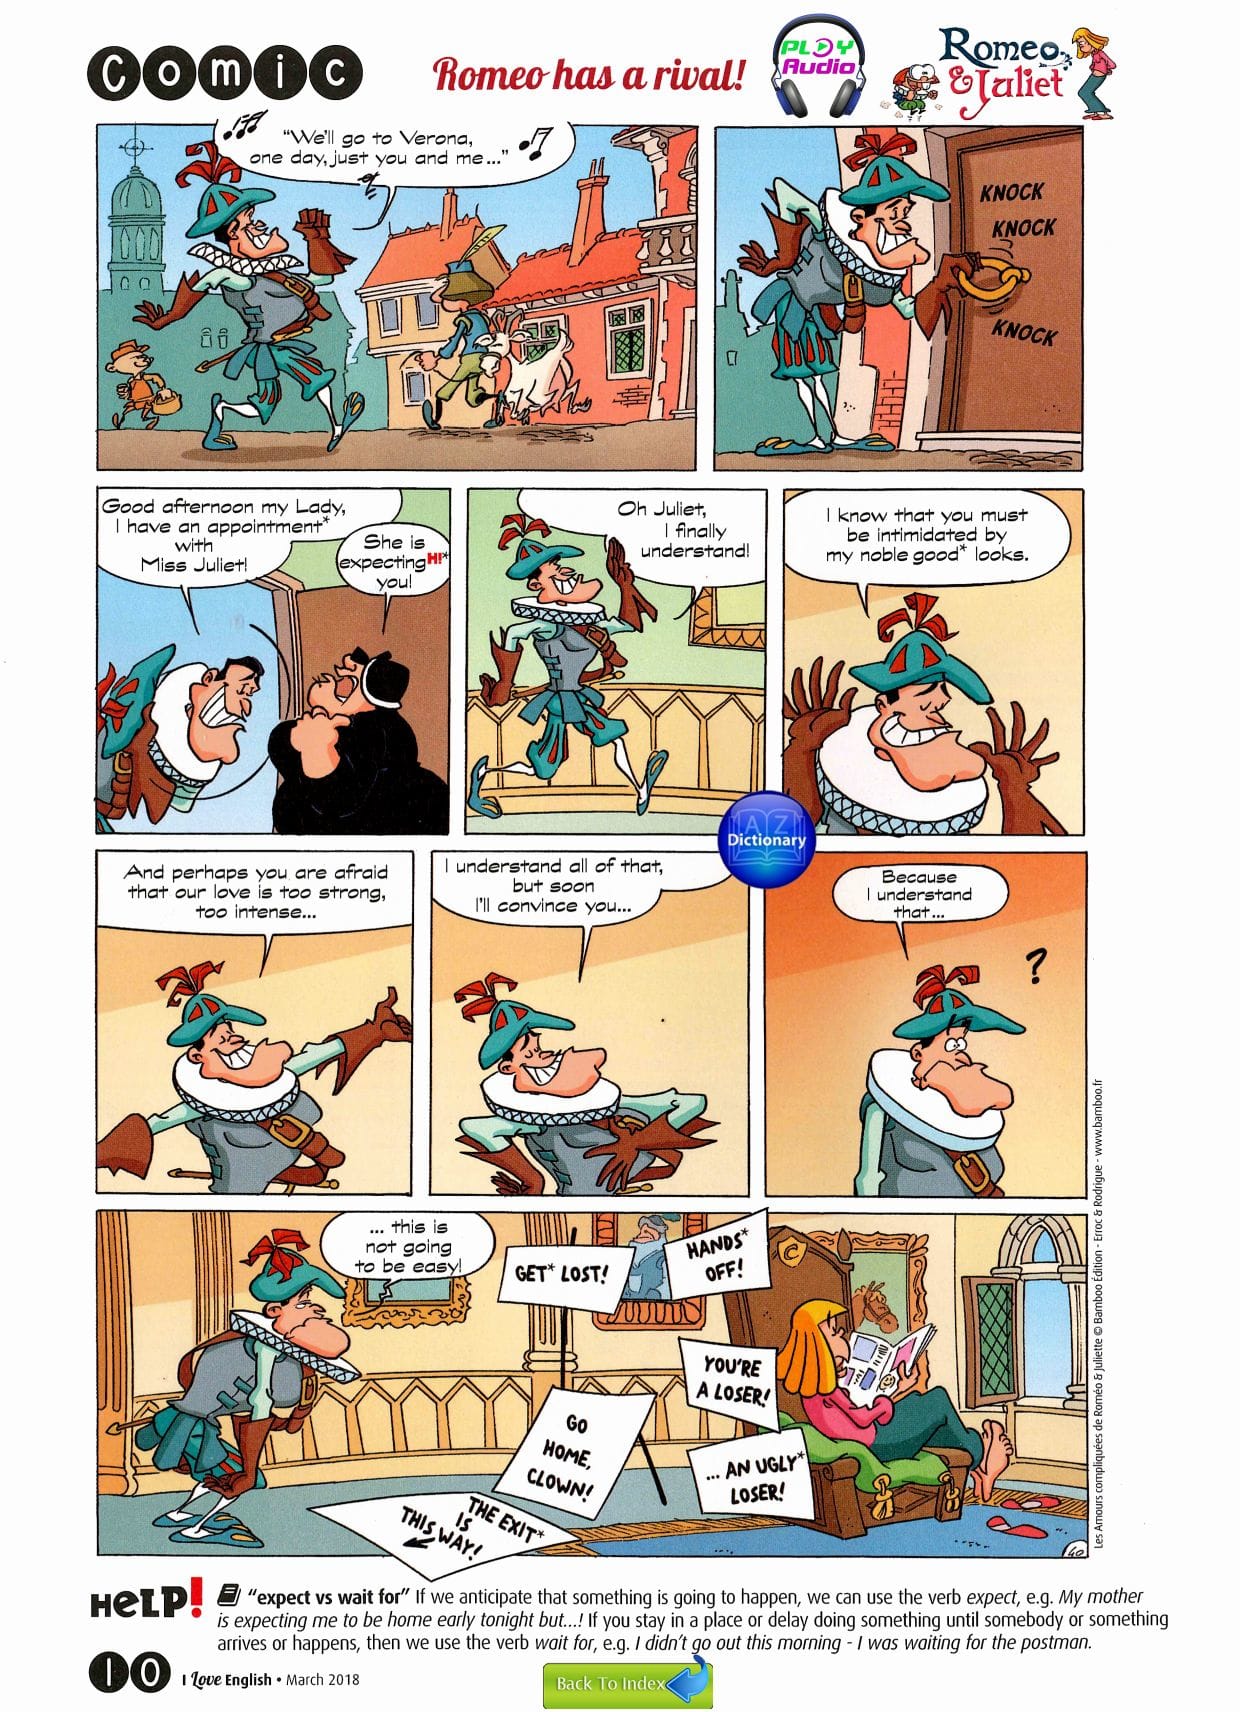 Comic
Romeo has a rival!
PLAY
Audio
Romeo
& Juliet
"We'll go to Verona,
one day, just you and me..."
KNOCK
KNOCK
KNOCK
Good afternoon my Lady,
I have an appointment*
with
Miss Juliet!
She is
expecting H!*
you!
Oh Juliet,
I finally
understand!
I know that you must
be intimidated by
my noble good* looks.
A Z
Dictionary
And perhaps you are afraid
that our love is too strong,
too intense...
I understand all of that,
but soon
I'll convince you...
Because
I understand
that...
?
... this is
not going
to be easy!
GET* LOST!
HANDS*
OFF!
C
YOU'RE
A LOSER!
GO
HOME,
CLOWN!
... AN UGLY*
LOSER!
THE EXIT*
IS
THIS WAY!
40
Les Amours compliquées de Roméo & Juliette © Bamboo Édition - Erroc & Rodrigue - www.bamboo.fr
HELP! "expect vs wait for" If we anticipate that something is going to happen, we can use the verb expect, e.g. My mother
is expecting me to be home early tonight but...! If you stay in a place or delay doing something until somebody or something
arrives or happens, then we use the verb wait for, e.g. I didn't go out this morning - I was waiting for the postman.
10 I Love English • March 2018
Back To Index